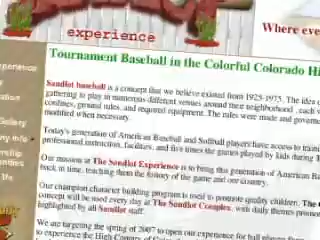 experience
Where eve
Tournament Baseball in the Colorful Colorado Hi
Sandlot baseball is a concept that we believe existed from 1925-1975. The idea
gathering to play in numerous different venues around their neighborhood
confines, ground rules, and required equipment. The rules were made and
modified when necessary.
Today's generation of American Baseball and Softball players have access to
professional instruction, facilities, and five times the games played by kids during
Our mission at The Sandlot Experience is to bring this generation of American Ba
back in time, teaching them the history of the game and our country.
Our champion character building program is used to promote quality children. The
concept will be used every day at The Sandlot Complex, with daily themes
highlighted by all Sandlot staff.
We are targeting the spring of 2007 to open our experience for ball players
to experience the High Country of